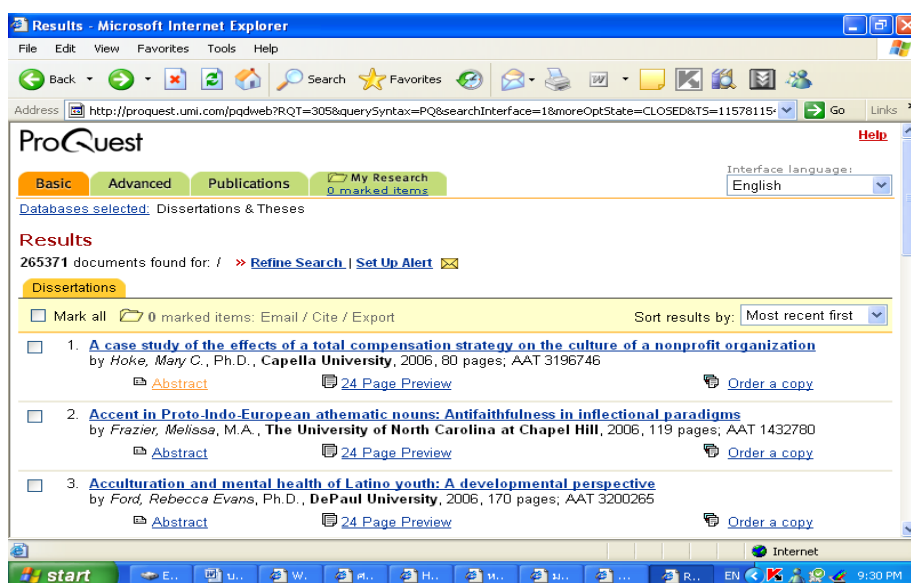 Results - Microsoft Internet Explorer
File Edit View Favorites Tools Help
Back Search Favorites
Address http://proquest.umi.com/pqdweb?RQT=305&querySyntax=PQ&searchInterface=1&moreOptState=CLOSED&TS=11578115 Go Links
ProQuest Help
Interface language:
Basic Advanced Publications My Research
0 marked items English
Databases selected: Dissertations & Theses
Results
265371 documents found for: / » Refine Search | Set Up Alert
Dissertations
Mark all 0 marked items: Email / Cite / Export Sort results by: Most recent first
1. A case study of the effects of a total compensation strategy on the culture of a nonprofit organization
by Hoke, Mary C., Ph.D., Capella University, 2006, 80 pages; AAT 3196746
Abstract 24 Page Preview Order a copy
2. Accent in Proto-Indo-European athematic nouns: Antifaithfulness in inflectional paradigms
by Frazier, Melissa, M.A., The University of North Carolina at Chapel Hill, 2006, 119 pages; AAT 1432780
Abstract 24 Page Preview Order a copy
3. Acculturation and mental health of Latino youth: A developmental perspective
by Ford, Rebecca Evans, Ph.D., DePaul University, 2006, 170 pages; AAT 3200265
Abstract 24 Page Preview Order a copy
Internet
start E.. W. H.. ... R.. EN 9:30 PM